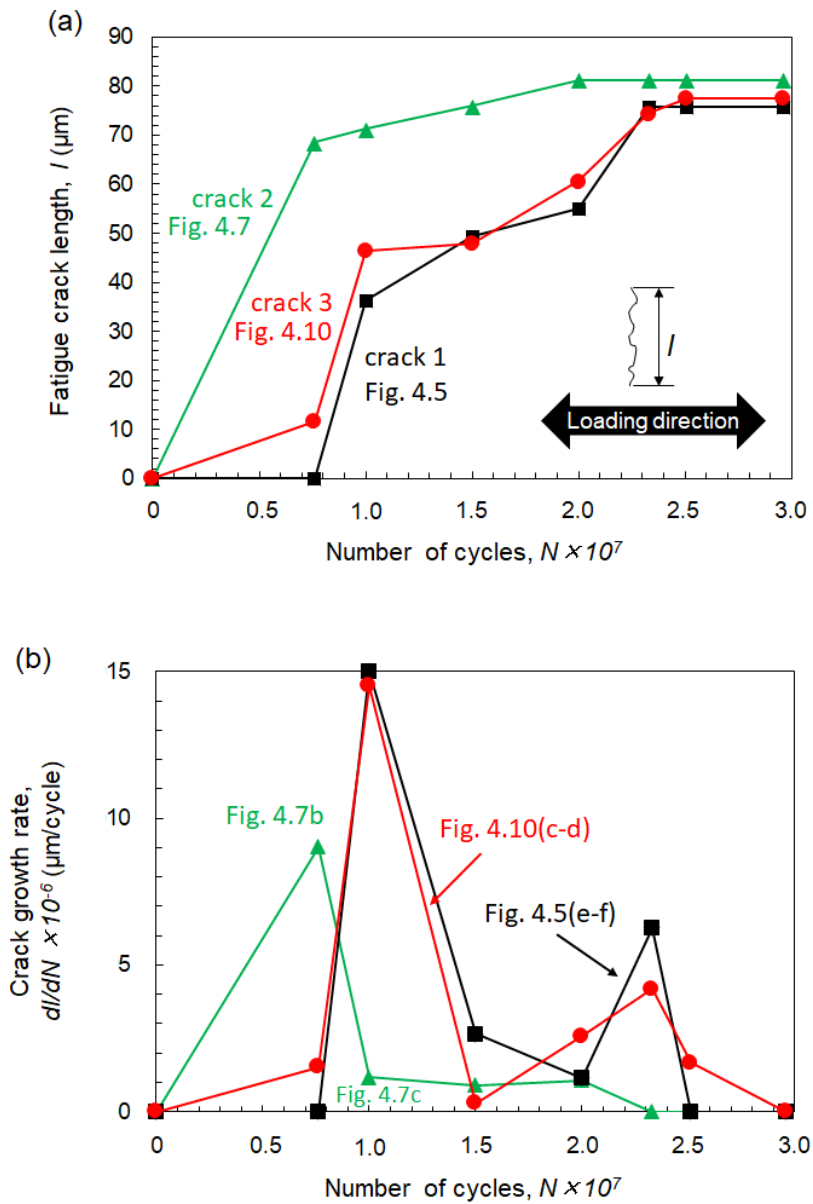 (a)
90
80
70
60
50
40
30
20
10
0
Fatigue crack length, l (μm)
crack 2
Fig. 4.7
crack 3
Fig. 4.10
crack 1
Fig. 4.5
l
Loading direction
0 0.5 1.0 1.5 2.0 2.5 3.0
Number of cycles, N ×10⁷
(b)
15
10
5
0
Crack growth rate,
dl/dN ×10⁻⁶ (μm/cycle)
Fig. 4.7b
Fig. 4.10(c-d)
Fig. 4.5(e-f)
Fig. 4.7c
0 0.5 1.0 1.5 2.0 2.5 3.0
Number of cycles, N ×10⁷